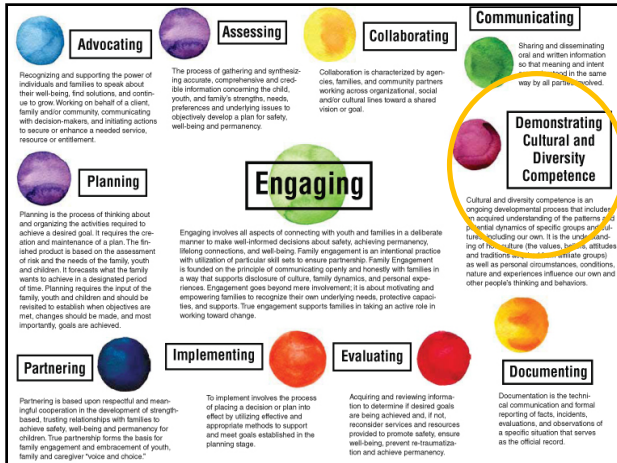 Advocating
Recognizing and supporting the power of
individuals and families to speak about
their well-being, find solutions, and contin-
ue to grow. Working on behalf of a client,
family and/or community, communicating
with decision-makers, and initiating actions
to secure or enhance a needed service,
resource or entitlement.
Assessing
The process of gathering and synthesiz-
ing accurate, comprehensive and cred-
ible information concerning the child,
youth, and family's strengths, needs,
preferences and underlying issues to
objectively develop a plan for safety,
well-being and permanency.
Collaborating
Collaboration is characterized by agen-
cies, families, and community partners
working across organizational, social
and/or cultural lines toward a shared
vision or goal.
Communicating
Sharing and disseminating
oral and written information
so that meaning and intent
in the same
way by all parties involved.
Planning
Planning is the process of thinking about
and organizing the activities required to
achieve a desired goal. It requires the cre-
ation and maintenance of a plan. The fin-
ished product is based on the assessment
of risk and the needs of the family, youth
and children. It forecasts what the family
wants to achieve in a designated period
of time. Planning requires the input of the
family, youth and children and should be
revisited to establish when objectives are
met, changes should be made, and most
importantly, goals are achieved.
Engaging
Engaging involves all aspects of connecting with youth and families in a deliberate
manner to make well-informed decisions about safety, achieving permanency,
lifelong connections, and well-being. Family engagement is an intentional practice
with utilization of particular skill sets to ensure partnership. Family Engagement
is founded on the principle of communicating openly and honestly with families in
a way that supports disclosure of culture, family dynamics, and personal expe-
riences. Engagement goes beyond mere involvement; it is about motivating and
empowering families to recognize their own underlying needs, protective capaci-
ties, and supports. True engagement supports families in taking an active role in
working toward change.
Demonstrating
Cultural and
Diversity
Competence
Cultural and diversity competence is an
ongoing developmental process that includes
an acquired understanding of the patterns and
potential dynamics of specific groups and cul-
tures, including our own. It is the understand-
ing of how culture (the values, beliefs, attitudes
and traditions acquired from affiliate groups)
as well as personal circumstances, conditions,
nature and experiences influence our own and
other people's thinking and behaviors.
Partnering
Partnering is based upon respectful and mean-
ingful cooperation in the development of strength-
based, trusting relationships with families to
achieve safety, well-being and permanency for
children. True partnership forms the basis for
family engagement and embracement of youth,
family and caregiver "voice and choice."
Implementing
To implement involves the process
of placing a decision or plan into
effect by utilizing effective and
appropriate methods to support
and meet goals established in the
planning stage.
Evaluating
Acquiring and reviewing informa-
tion to determine if desired goals
are being achieved and, if not,
reconsider services and resources
provided to promote safety, ensure
well-being, prevent re-traumatiza-
tion and achieve permanency.
Documenting
Documentation is the techni-
cal communication and formal
reporting of facts, incidents,
evaluations, and observations of
a specific situation that serves
as the official record.